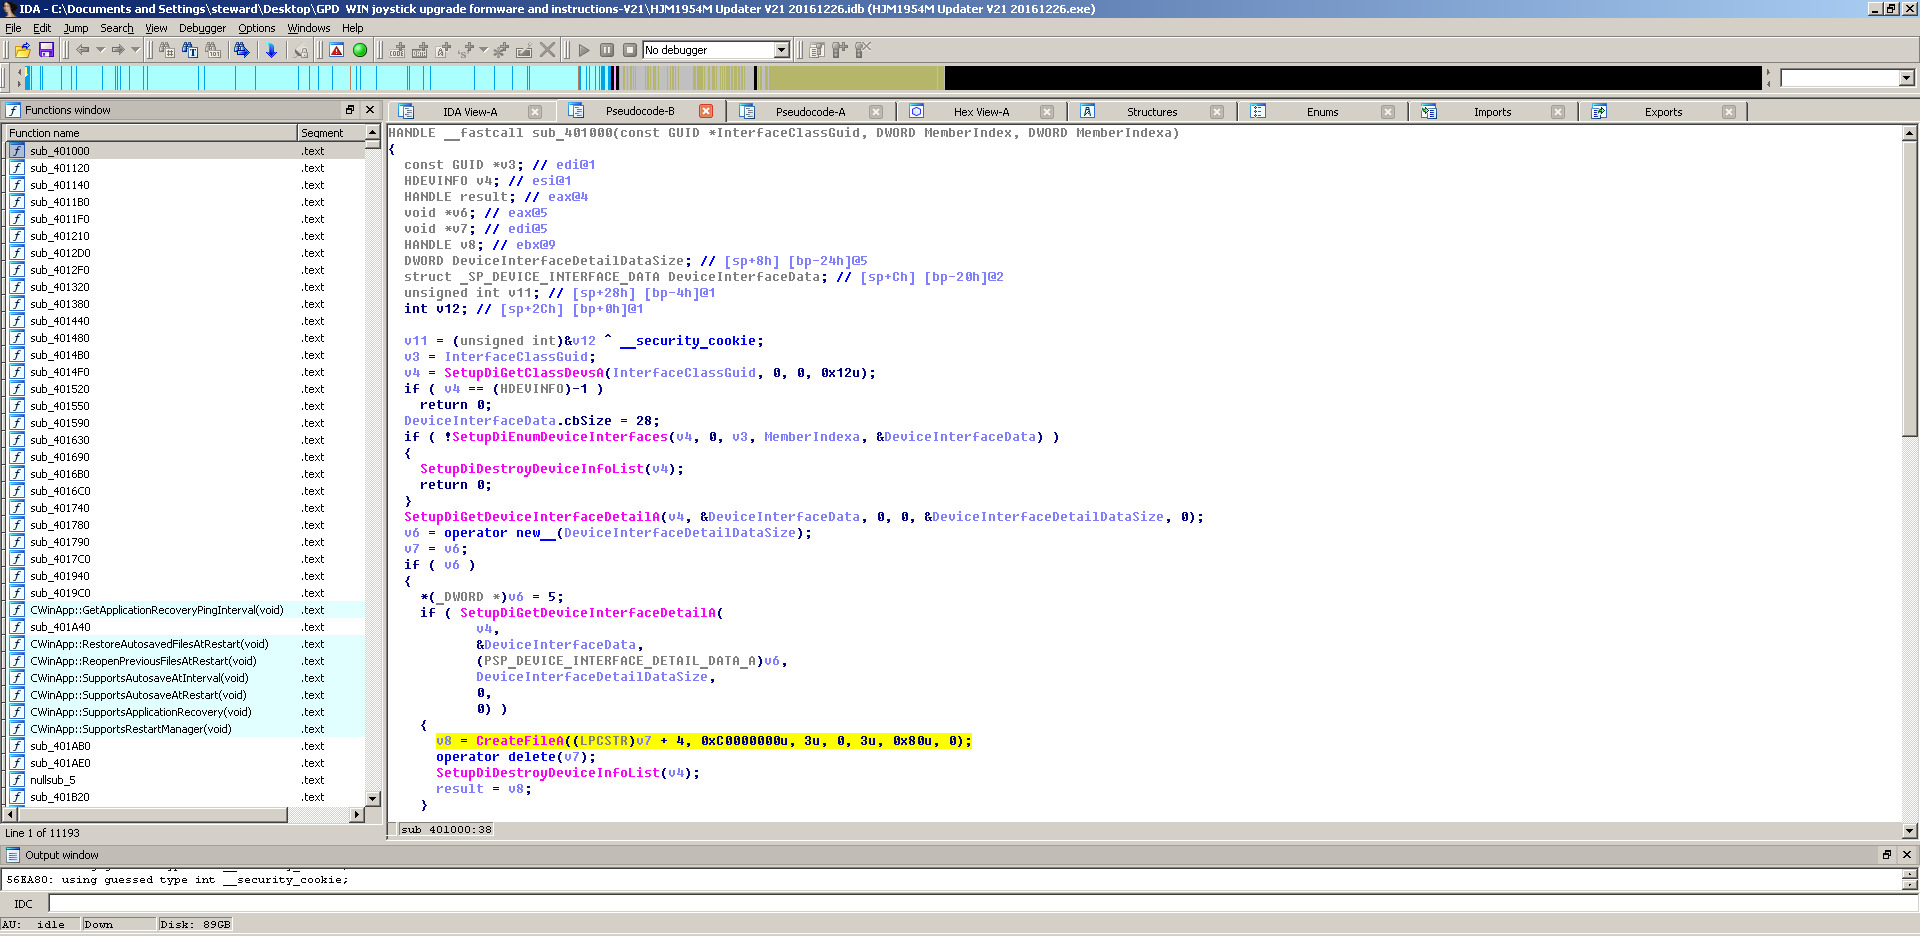 IDA - C:\Documents and Settings\steward\Desktop\GPD WIN joystick upgrade formware and instructions-V21\HJM1954M Updater V21 20161226.idb (HJM1954M Updater V21 20161226.exe)
File Edit Jump Search View Debugger Options Windows Help
No debugger
Functions window
IDA View-A Pseudocode-B Pseudocode-A Hex View-A Structures Enums Imports Exports
Function name Segment
sub_401000 .text
sub_401120 .text
sub_401140 .text
sub_4011B0 .text
sub_4011F0 .text
sub_401210 .text
sub_4012D0 .text
sub_4012F0 .text
sub_401320 .text
sub_401380 .text
sub_401440 .text
sub_401480 .text
sub_4014B0 .text
sub_4014F0 .text
sub_401520 .text
sub_401550 .text
sub_401590 .text
sub_401630 .text
sub_401690 .text
sub_4016B0 .text
sub_4016C0 .text
sub_401740 .text
sub_401780 .text
sub_401790 .text
sub_4017C0 .text
sub_401940 .text
sub_4019C0 .text
CWinApp::GetApplicationRecoveryPingInterval(void) .text
sub_401A40 .text
CWinApp::RestoreAutosavedFilesAtRestart(void) .text
CWinApp::ReopenPreviousFilesAtRestart(void) .text
CWinApp::SupportsAutosaveAtInterval(void) .text
CWinApp::SupportsAutosaveAtRestart(void) .text
CWinApp::SupportsApplicationRecovery(void) .text
CWinApp::SupportsRestartManager(void) .text
sub_401AB0 .text
sub_401AE0 .text
nullsub_5 .text
sub_401B20 .text
Line 1 of 11193
HANDLE __fastcall sub_401000(const GUID *InterfaceClassGuid, DWORD MemberIndex, DWORD MemberIndexa)
{
const GUID *v3; // edi@1
HDEVINFO v4; // esi@1
HANDLE result; // eax@4
void *v6; // eax@5
void *v7; // edi@5
HANDLE v8; // ebx@9
DWORD DeviceInterfaceDetailDataSize; // [sp+8h] [bp-24h]@5
struct _SP_DEVICE_INTERFACE_DATA DeviceInterfaceData; // [sp+Ch] [bp-20h]@2
unsigned int v11; // [sp+28h] [bp-4h]@1
int v12; // [sp+2Ch] [bp+0h]@1
v11 = (unsigned int)&v12 ^ __security_cookie;
v3 = InterfaceClassGuid;
v4 = SetupDiGetClassDevsA(InterfaceClassGuid, 0, 0, 0x12u);
if ( v4 == (HDEVINFO)-1 )
return 0;
DeviceInterfaceData.cbSize = 28;
if ( !SetupDiEnumDeviceInterfaces(v4, 0, v3, MemberIndexa, &DeviceInterfaceData) )
{
SetupDiDestroyDeviceInfoList(v4);
return 0;
}
SetupDiGetDeviceInterfaceDetailA(v4, &DeviceInterfaceData, 0, 0, &DeviceInterfaceDetailDataSize, 0);
v6 = operator new__(DeviceInterfaceDetailDataSize);
v7 = v6;
if ( v6 )
{
*(_DWORD *)v6 = 5;
if ( SetupDiGetDeviceInterfaceDetailA(
v4,
&DeviceInterfaceData,
(PSP_DEVICE_INTERFACE_DETAIL_DATA_A)v6,
DeviceInterfaceDetailDataSize,
0,
0) )
{
v8 = CreateFileA((LPCSTR)v7 + 4, 0xC0000000u, 3u, 0, 3u, 0x80u, 0);
operator delete(v7);
SetupDiDestroyDeviceInfoList(v4);
result = v8;
}
sub 401000:38
Output window
56EA80: using guessed type int __security_cookie;
IDC
AU: idle Down Disk: 89GB